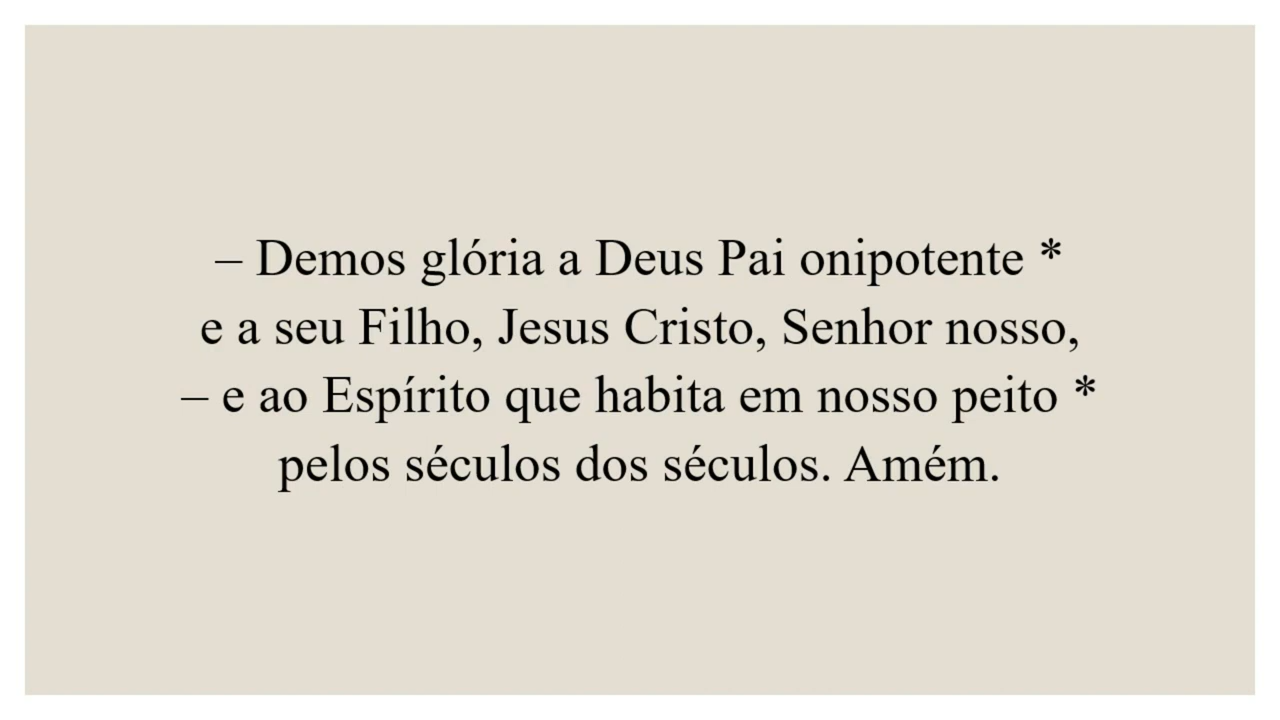 – Demos glória a Deus Pai onipotente *
e a seu Filho, Jesus Cristo, Senhor nosso,
– e ao Espírito que habita em nosso peito *
pelos séculos dos séculos. Amém.